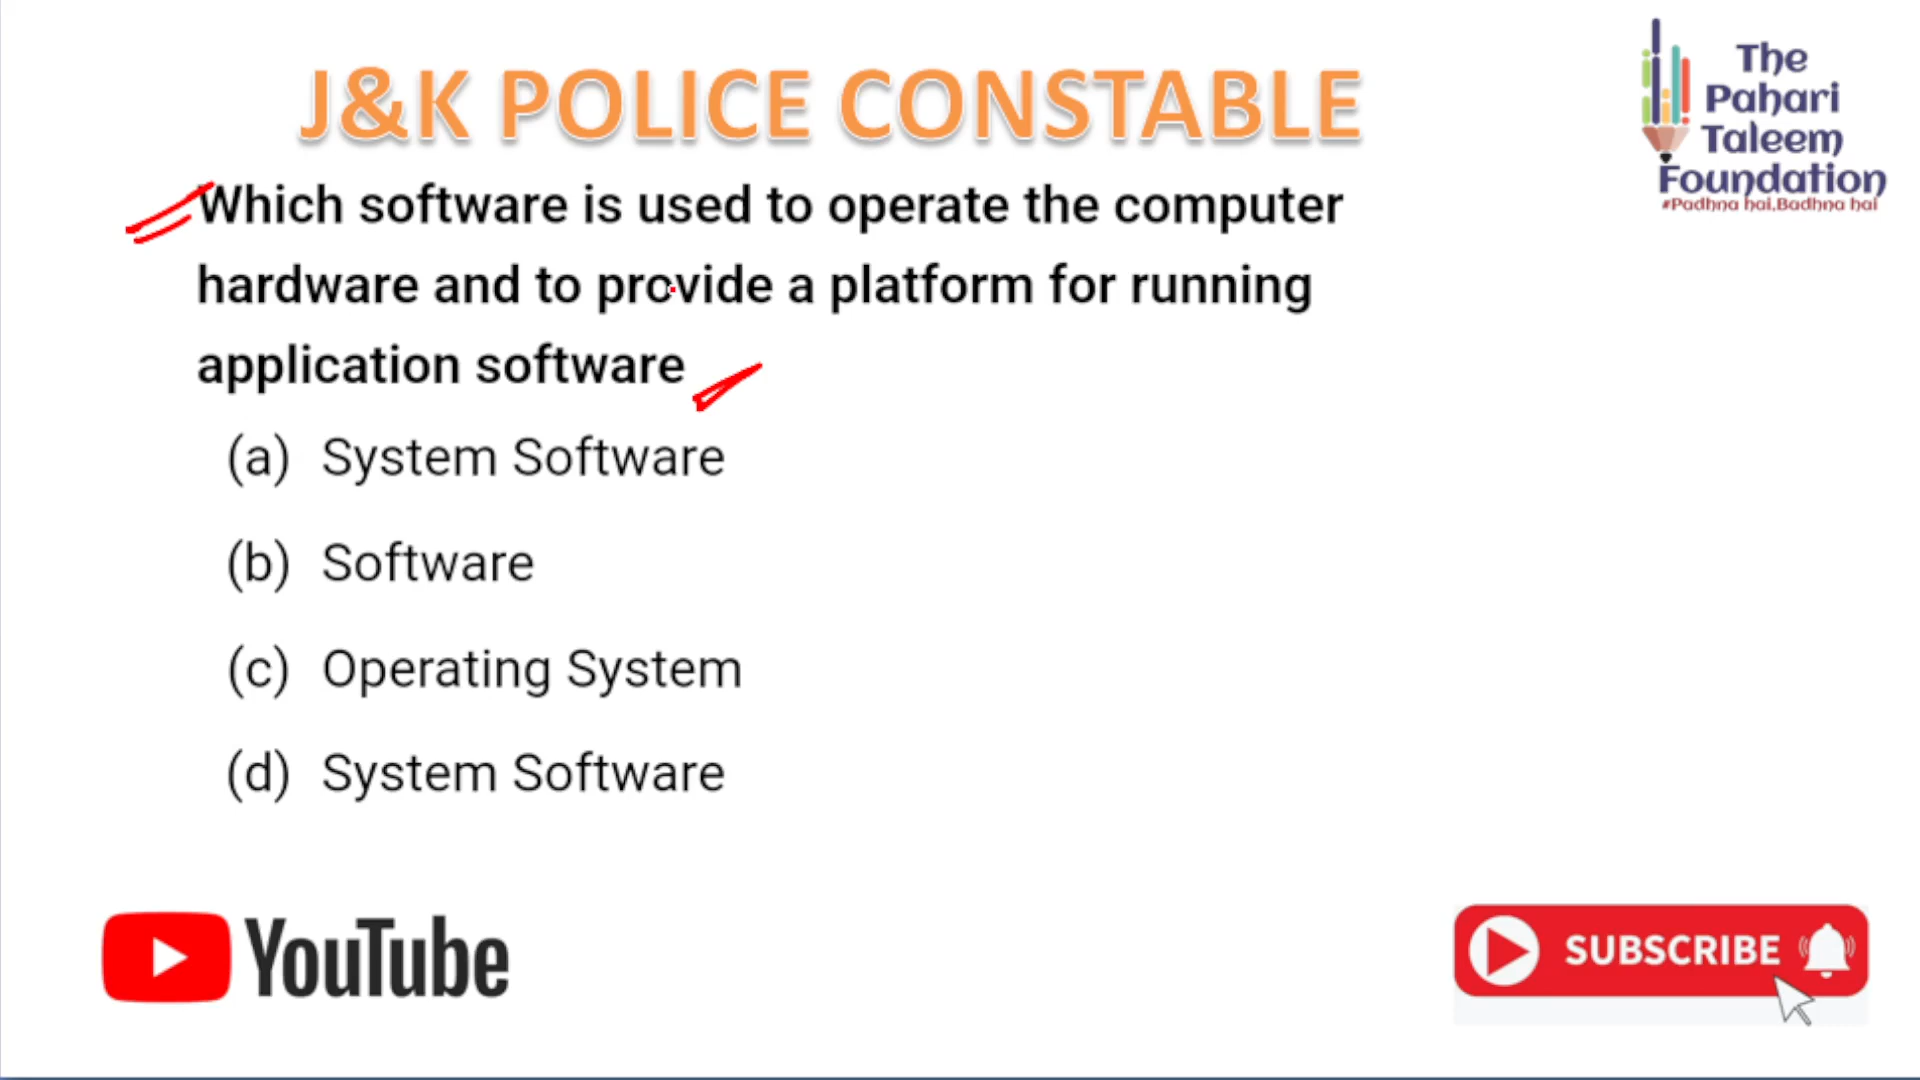 J&K POLICE CONSTABLE
The
Pahari
Taleem
Foundation
#Padhna hai,Badhna hai
Which software is used to operate the computer
hardware and to provide a platform for running
application software
(a) System Software
(b) Software
(c) Operating System
(d) System Software
YouTube
SUBSCRIBE